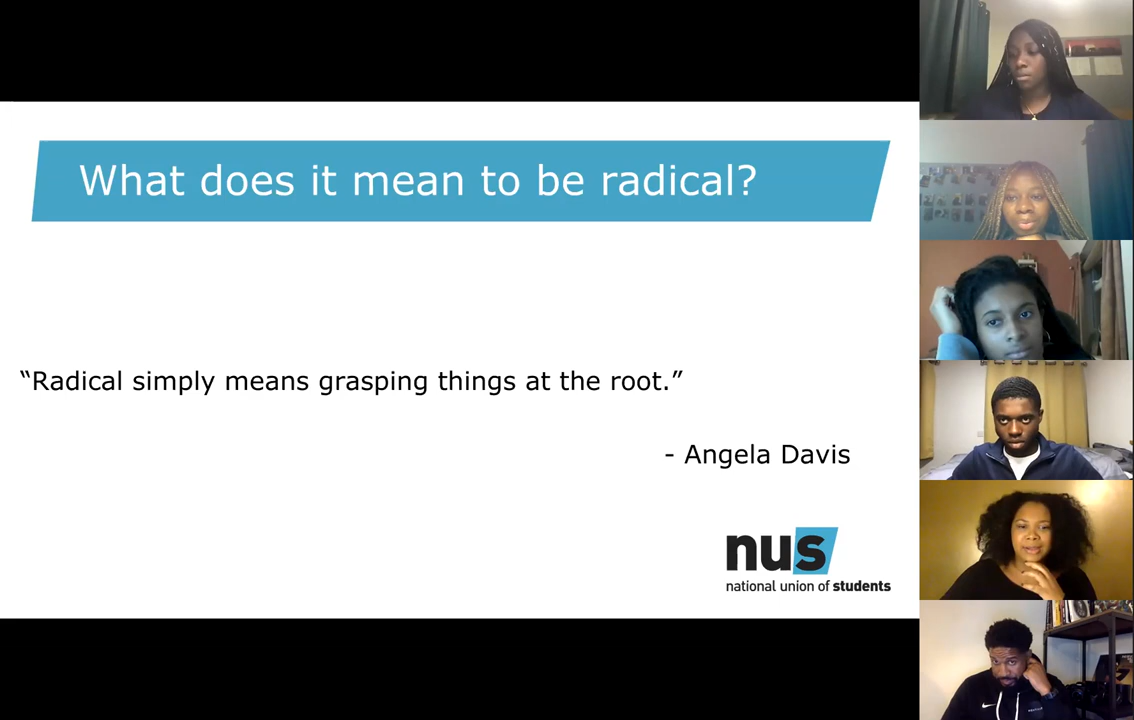 What does it mean to be radical?
“Radical simply means grasping things at the root.”
- Angela Davis
nus
national union of students